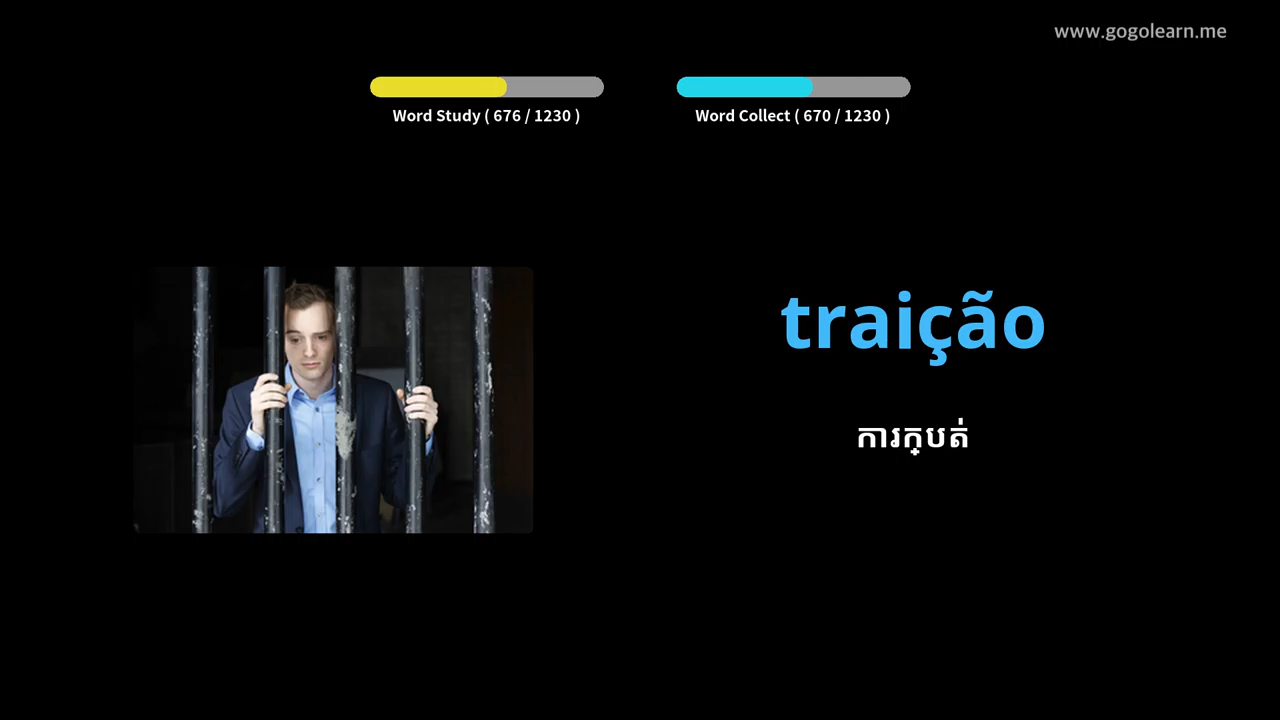 www.gogolearn.me
Word Study ( 676 / 1230 )
Word Collect ( 670 / 1230 )
traição
ការក្បត់